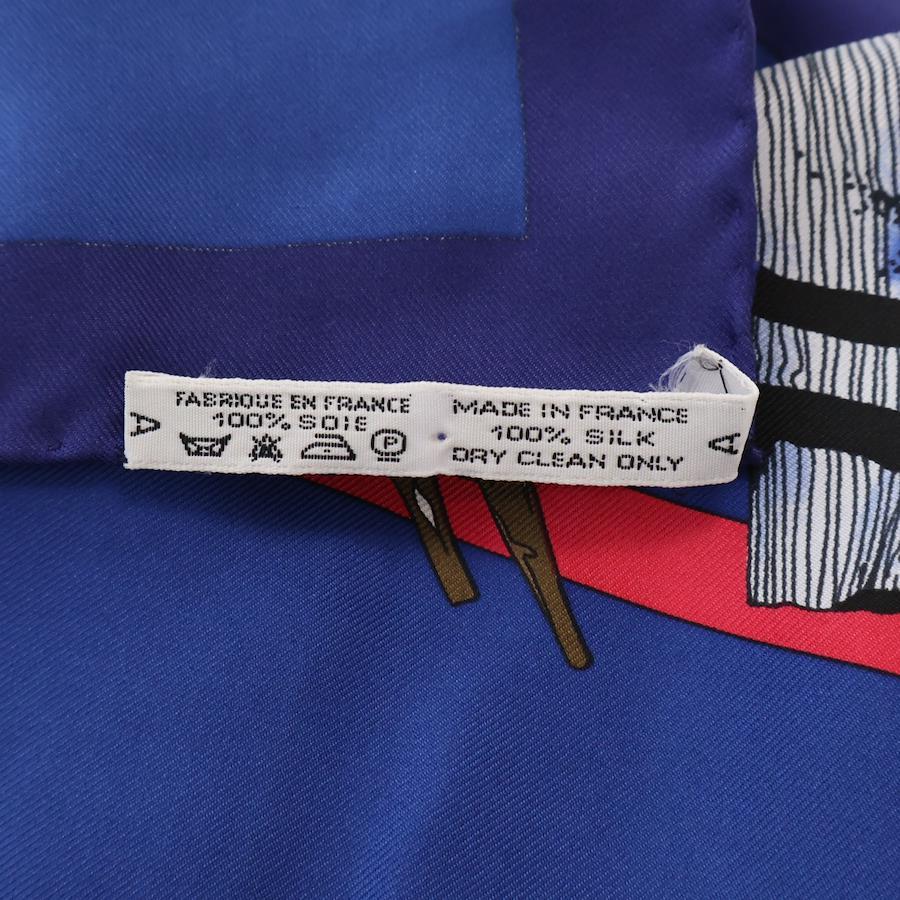 A
FABRIQUE EN FRANCE
100% SOIE
P
MADE IN FRANCE
100% SILK
DRY CLEAN ONLY
A